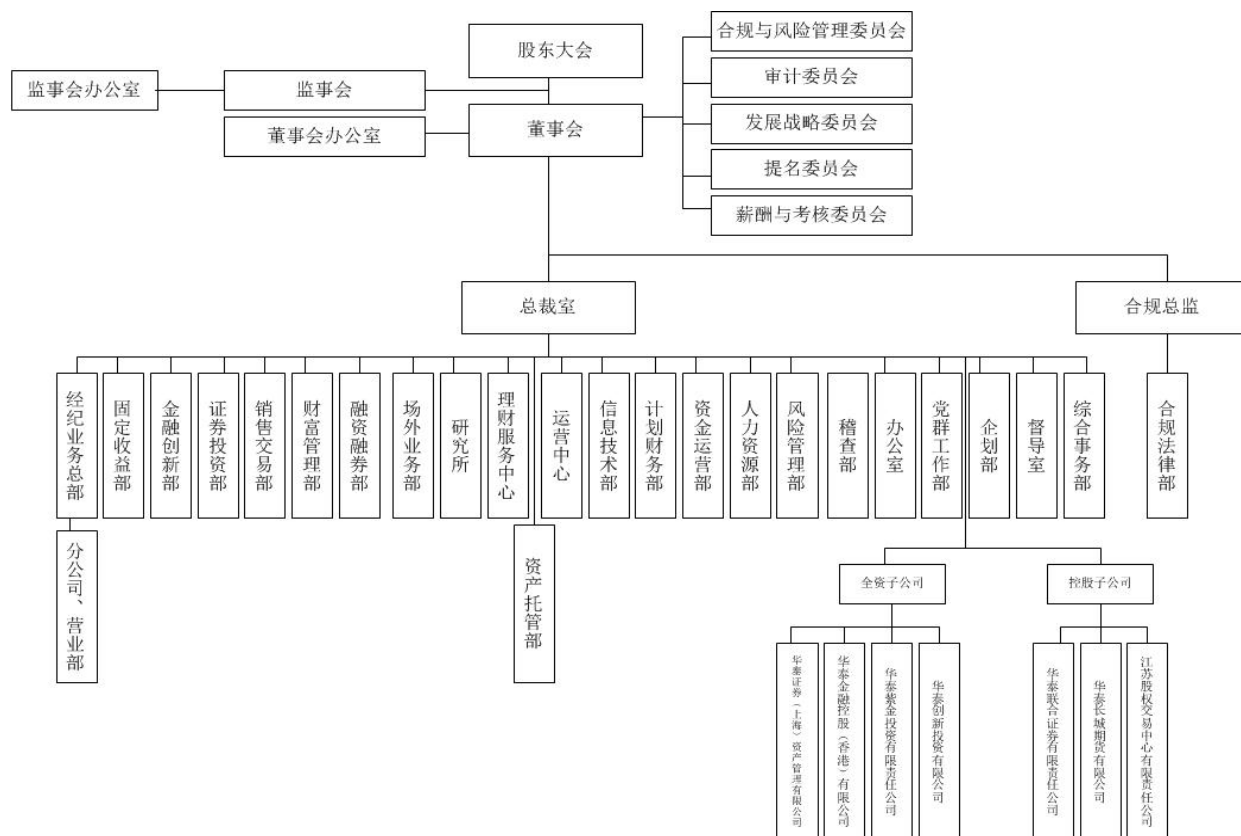 股东大会
合规与风险管理委员会
审计委员会
发展战略委员会
提名委员会
薪酬与考核委员会
监事会办公室
监事会
董事会办公室
董事会
总裁室
合规总监
经纪业务总部
固定收益部
金融创新部
证券投资部
销售交易部
财富管理部
融资融券部
场外业务部
研究所
理财服务中心
运营中心
信息技术部
计划财务部
资金运营部
人力资源部
风险管理部
稽查部
办公室
党群工作部
企划部
督导室
综合事务部
合规法律部
分公司、营业部
资产托管部
全资子公司
控股子公司
华泰证券（上海）资产管理有限公司
华泰金融控股（香港）有限公司
华泰紫金投资有限责任公司
华泰创新投资有限公司
华泰联合证券有限责任公司
华泰长城期货有限公司
江苏股权交易中心有限责任公司